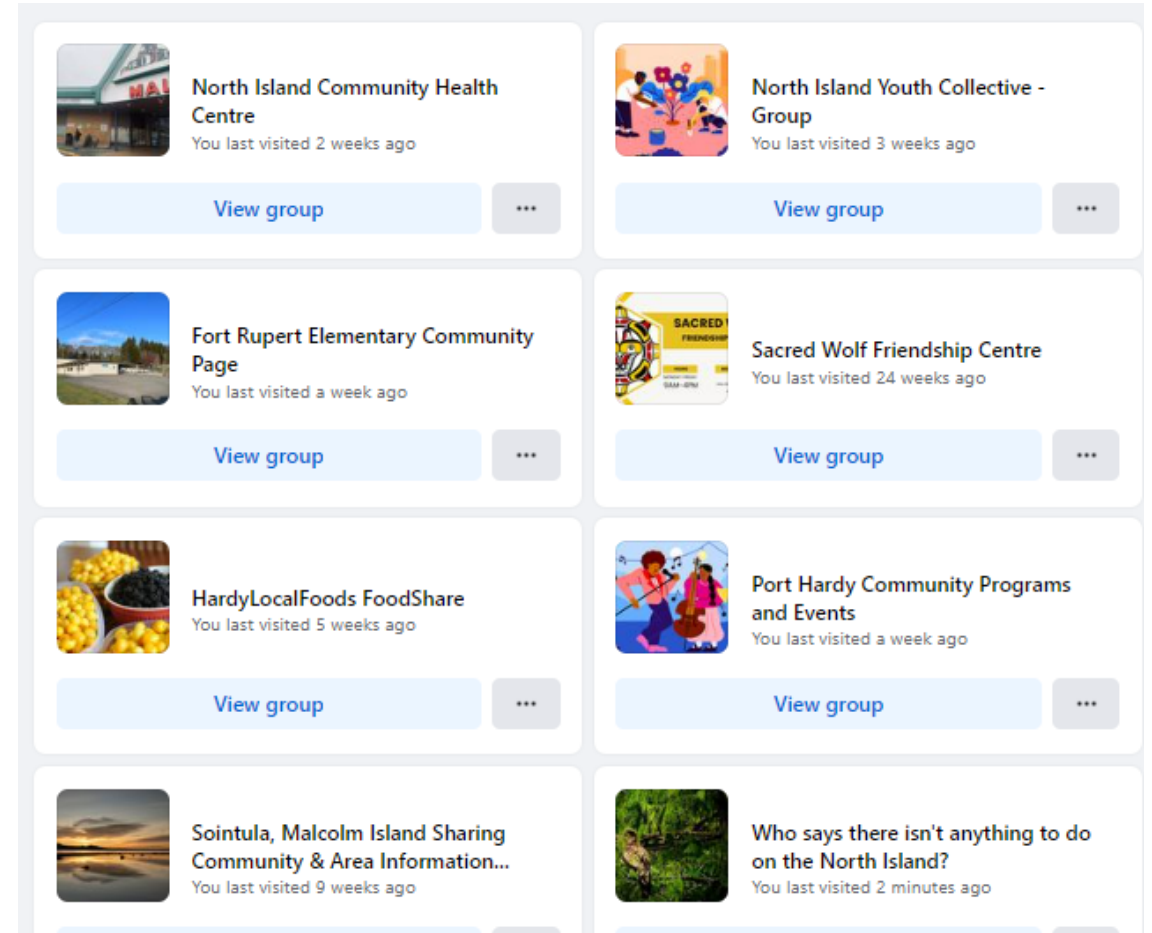 MAL
North Island Community Health
Centre
You last visited 2 weeks ago
View group
...
North Island Youth Collective -
Group
You last visited 3 weeks ago
View group
...
Fort Rupert Elementary Community
Page
You last visited a week ago
View group
...
SACRED
FRIENDSHIP
9AM-4PM
Sacred Wolf Friendship Centre
You last visited 24 weeks ago
View group
...
HardyLocalFoods FoodShare
You last visited 5 weeks ago
View group
...
Port Hardy Community Programs
and Events
You last visited a week ago
View group
...
Sointula, Malcolm Island Sharing
Community & Area Information...
You last visited 9 weeks ago
Who says there isn't anything to do
on the North Island?
You last visited 2 minutes ago